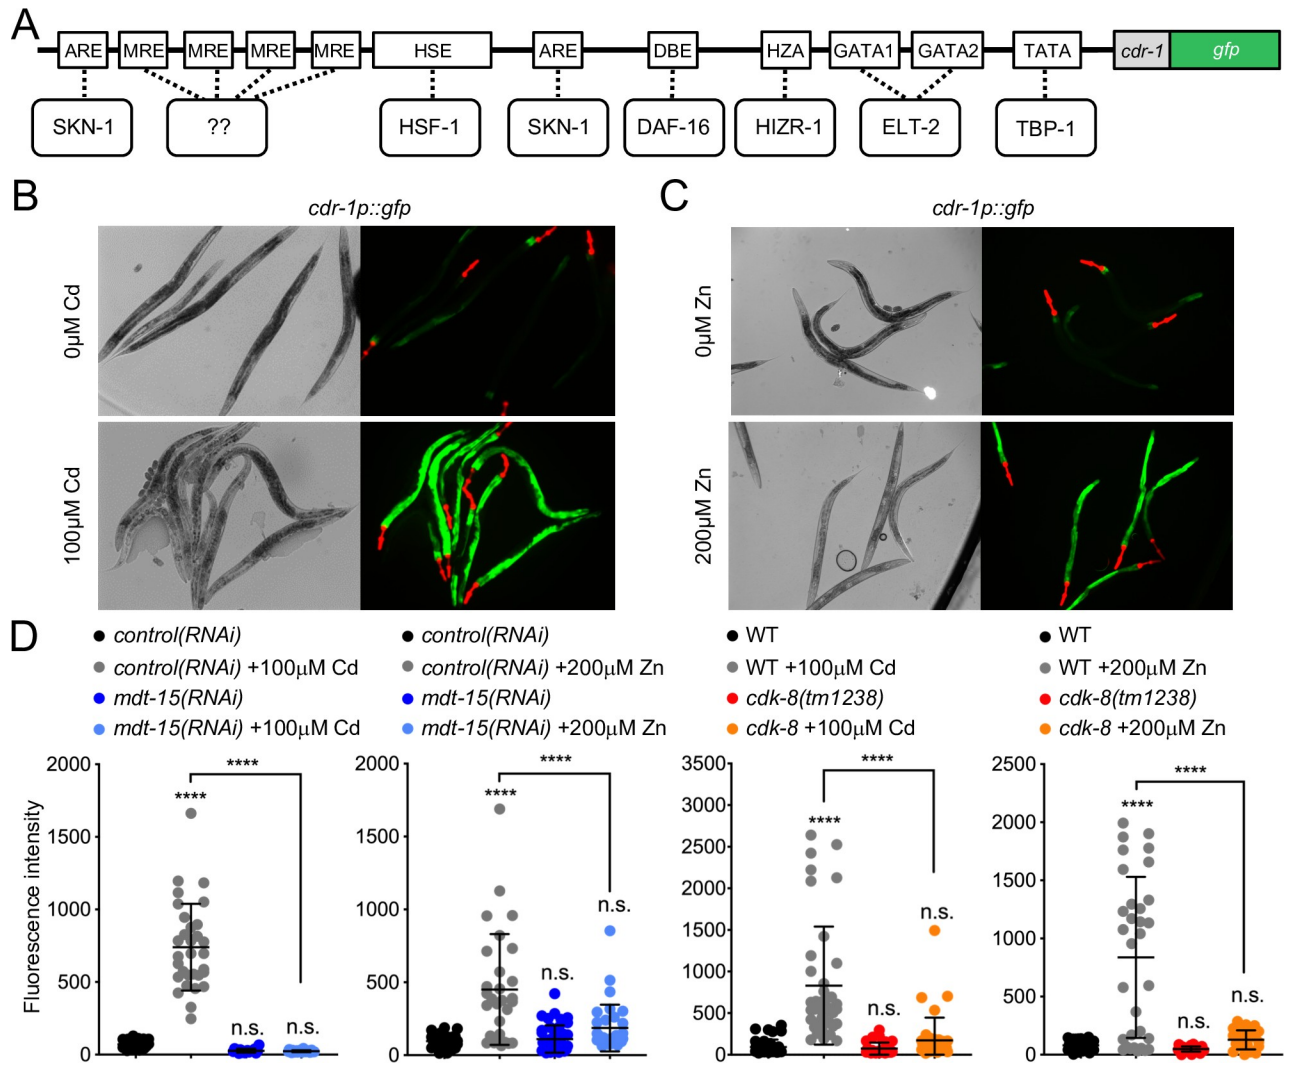 A
ARE MRE MRE MRE MRE HSE ARE DBE HZA GATA1 GATA2 TATA cdr-1 gfp
SKN-1 ?? HSF-1 SKN-1 DAF-16 HIZR-1 ELT-2 TBP-1
B
cdr-1p::gfp
0μM Cd
100μM Cd
C
cdr-1p::gfp
0μM Zn
200μM Zn
D
control(RNAi)
control(RNAi) +100μM Cd
mdt-15(RNAi)
mdt-15(RNAi) +100μM Cd
control(RNAi)
control(RNAi) +200μM Zn
mdt-15(RNAi)
mdt-15(RNAi) +200μM Zn
WT
WT +100μM Cd
cdk-8(tm1238)
cdk-8 +100μM Cd
WT
WT +200μM Zn
cdk-8(tm1238)
cdk-8 +200μM Zn
Fluorescence intensity
2000
1500
1000
500
0
****
****
n.s.
n.s.
2000
1500
1000
500
0
****
****
n.s.
n.s.
3500
3000
2500
2000
1500
1000
500
0
****
****
n.s.
n.s.
2500
2000
1500
1000
500
0
****
****
n.s.
n.s.